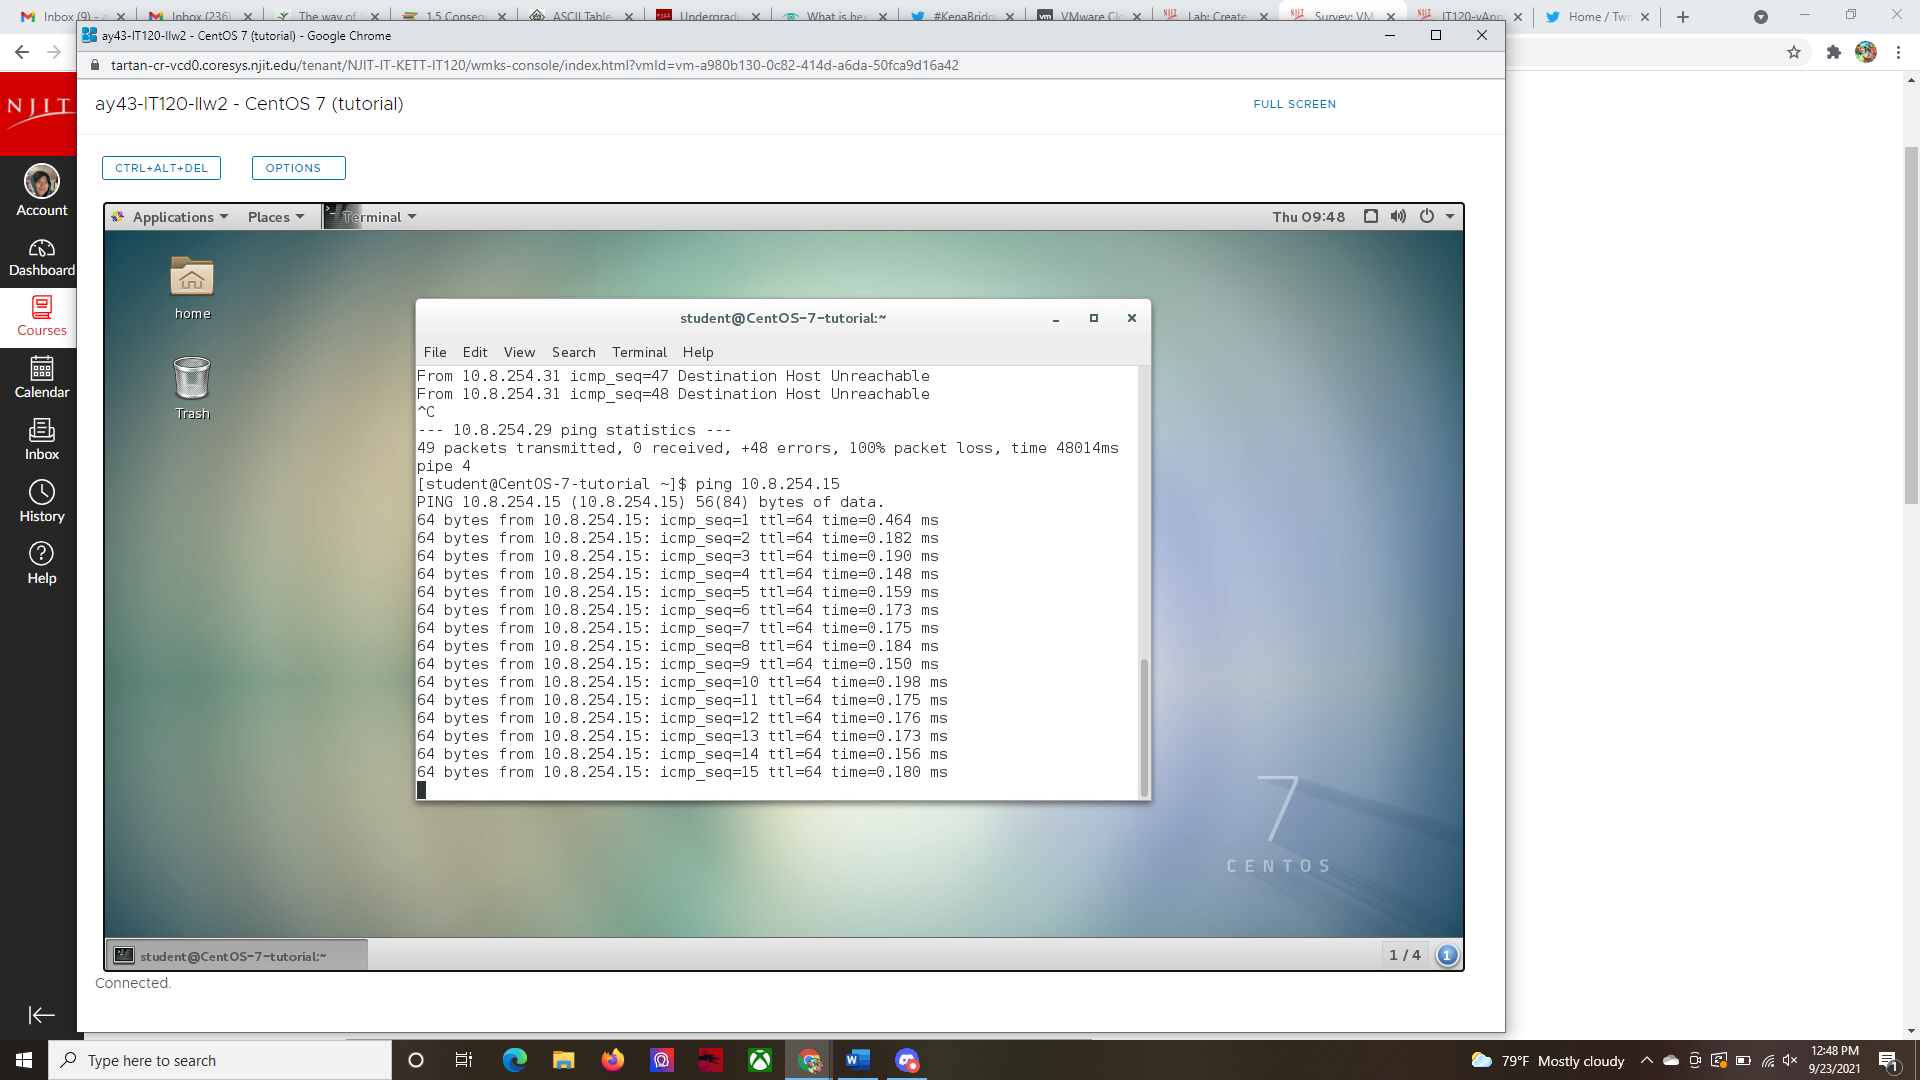 Inbox (9) -
Inbox (236)
The way of
1.5 Conseq
ASCII Table
Undergradu
What is hex
#KenaBridg
VMware Clo
Lab: Create
Survey: VM
IT120-vApp
Home / Twi
ay43-IT120-llw2 - CentOS 7 (tutorial) - Google Chrome
tartan-cr-vcd0.coresys.njit.edu/tenant/NJIT-IT-KETT-IT120/wmks-console/index.html?vmId=vm-a980b130-0c82-414d-a6da-50fca9d16a42
ay43-IT120-llw2 - CentOS 7 (tutorial)
FULL SCREEN
CTRL+ALT+DEL
OPTIONS
NJIT
Account
Dashboard
Courses
Calendar
Inbox
History
Help
Applications
Places
Terminal
Thu 09:48
home
Trash
student@CentOS-7-tutorial:~
File Edit View Search Terminal Help
From 10.8.254.31 icmp_seq=47 Destination Host Unreachable
From 10.8.254.31 icmp_seq=48 Destination Host Unreachable
^C
--- 10.8.254.29 ping statistics ---
49 packets transmitted, 0 received, +48 errors, 100% packet loss, time 48014ms
pipe 4
[student@CentOS-7-tutorial ~]$ ping 10.8.254.15
PING 10.8.254.15 (10.8.254.15) 56(84) bytes of data.
64 bytes from 10.8.254.15: icmp_seq=1 ttl=64 time=0.464 ms
64 bytes from 10.8.254.15: icmp_seq=2 ttl=64 time=0.182 ms
64 bytes from 10.8.254.15: icmp_seq=3 ttl=64 time=0.190 ms
64 bytes from 10.8.254.15: icmp_seq=4 ttl=64 time=0.148 ms
64 bytes from 10.8.254.15: icmp_seq=5 ttl=64 time=0.159 ms
64 bytes from 10.8.254.15: icmp_seq=6 ttl=64 time=0.173 ms
64 bytes from 10.8.254.15: icmp_seq=7 ttl=64 time=0.175 ms
64 bytes from 10.8.254.15: icmp_seq=8 ttl=64 time=0.184 ms
64 bytes from 10.8.254.15: icmp_seq=9 ttl=64 time=0.150 ms
64 bytes from 10.8.254.15: icmp_seq=10 ttl=64 time=0.198 ms
64 bytes from 10.8.254.15: icmp_seq=11 ttl=64 time=0.175 ms
64 bytes from 10.8.254.15: icmp_seq=12 ttl=64 time=0.176 ms
64 bytes from 10.8.254.15: icmp_seq=13 ttl=64 time=0.173 ms
64 bytes from 10.8.254.15: icmp_seq=14 ttl=64 time=0.156 ms
64 bytes from 10.8.254.15: icmp_seq=15 ttl=64 time=0.180 ms
7
CENTOS
student@CentOS-7-tutorial:~
1 / 4
1
Connected.
Type here to search
79°F Mostly cloudy
12:48 PM
9/23/2021
1